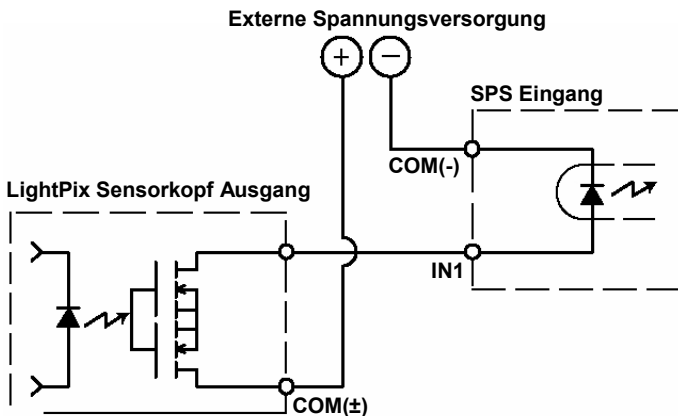 Externe Spannungsversorgung
+ −
SPS Eingang
COM(-)
LightPix Sensorkopf Ausgang
IN1
COM(±)